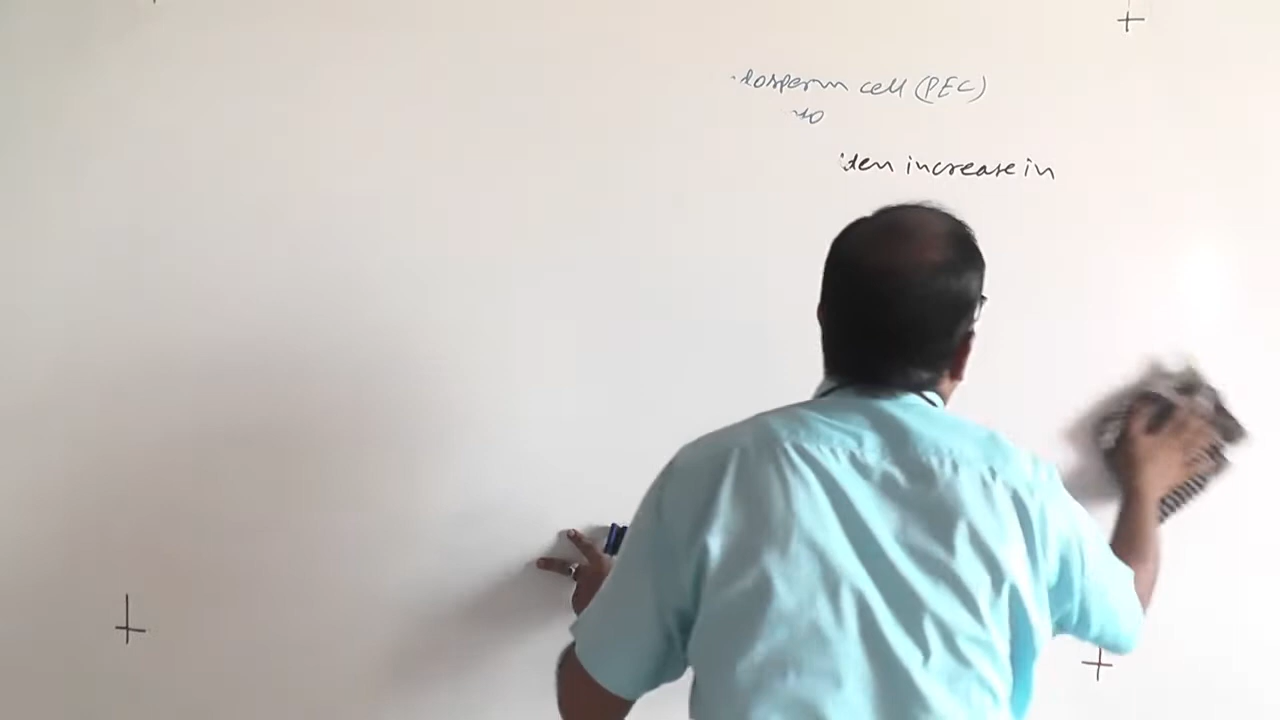 dosperm cell (PEC)
to
den increase in